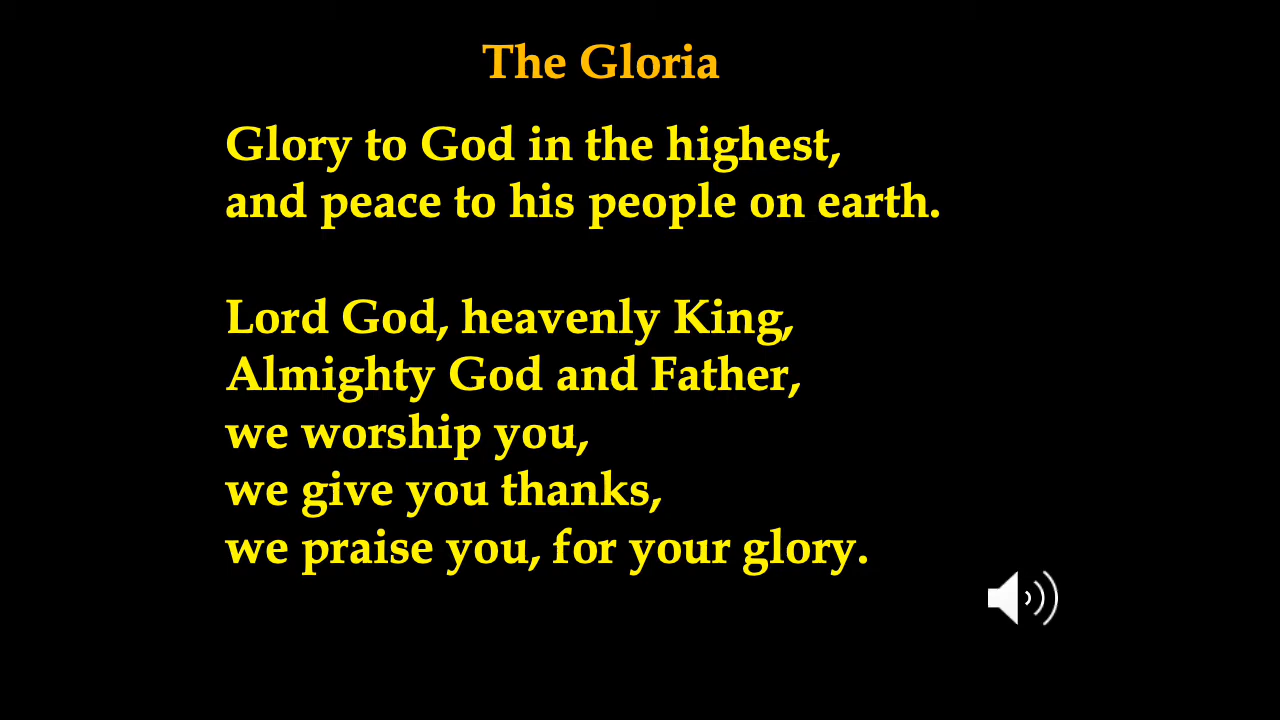 The Gloria
Glory to God in the highest,
and peace to his people on earth.
Lord God, heavenly King,
Almighty God and Father,
we worship you,
we give you thanks,
we praise you, for your glory.